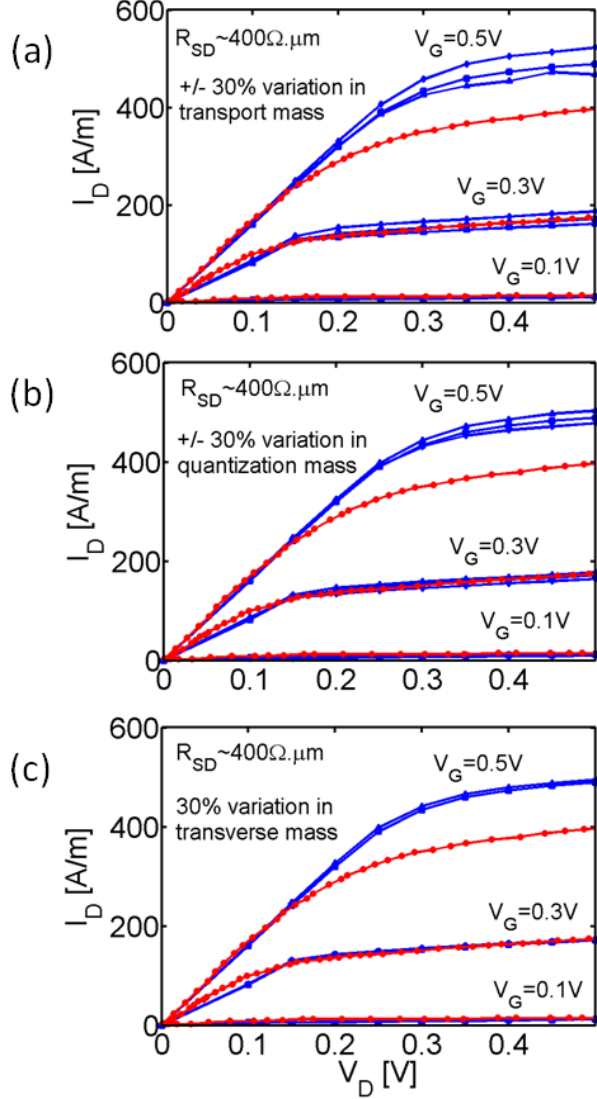 (a)
600
400
200
0
I_D [A/m]
R_SD~400Ω.μm
+/- 30% variation in
transport mass
V_G=0.5V
V_G=0.3V
V_G=0.1V
0 0.1 0.2 0.3 0.4
(b)
600
400
200
0
I_D [A/m]
R_SD~400Ω.μm
+/- 30% variation in
quantization mass
V_G=0.5V
V_G=0.3V
V_G=0.1V
0 0.1 0.2 0.3 0.4
(c)
600
400
200
0
I_D [A/m]
R_SD~400Ω.μm
30% variation in
transverse mass
V_G=0.5V
V_G=0.3V
V_G=0.1V
0 0.1 0.2 0.3 0.4
V_D [V]